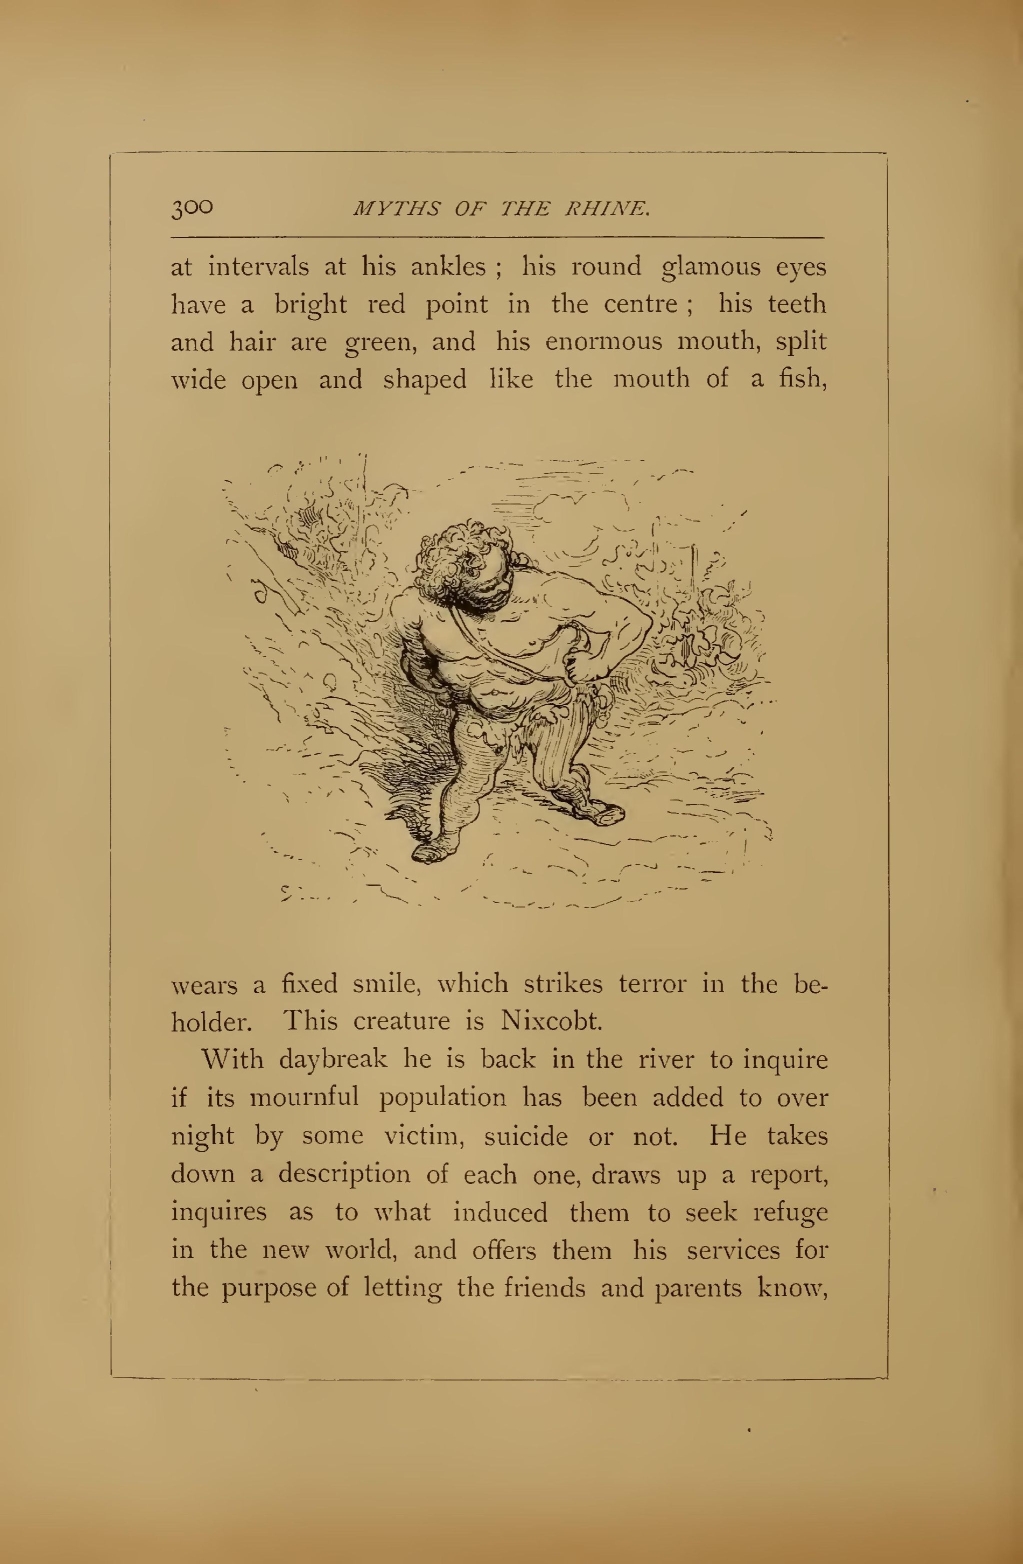 300 MYTHS OF THE RHINE.
at intervals at his ankles ; his round glamous eyes
have a bright red point in the centre ; his teeth
and hair are green, and his enormous mouth, split
wide open and shaped like the mouth of a fish,
wears a fixed smile, which strikes terror in the be-
holder. This creature is Nixcobt.
With daybreak he is back in the river to inquire
if its mournful population has been added to over
night by some victim, suicide or not. He takes
down a description of each one, draws up a report,
inquires as to what induced them to seek refuge
in the new world, and offers them his services for
the purpose of letting the friends and parents know,